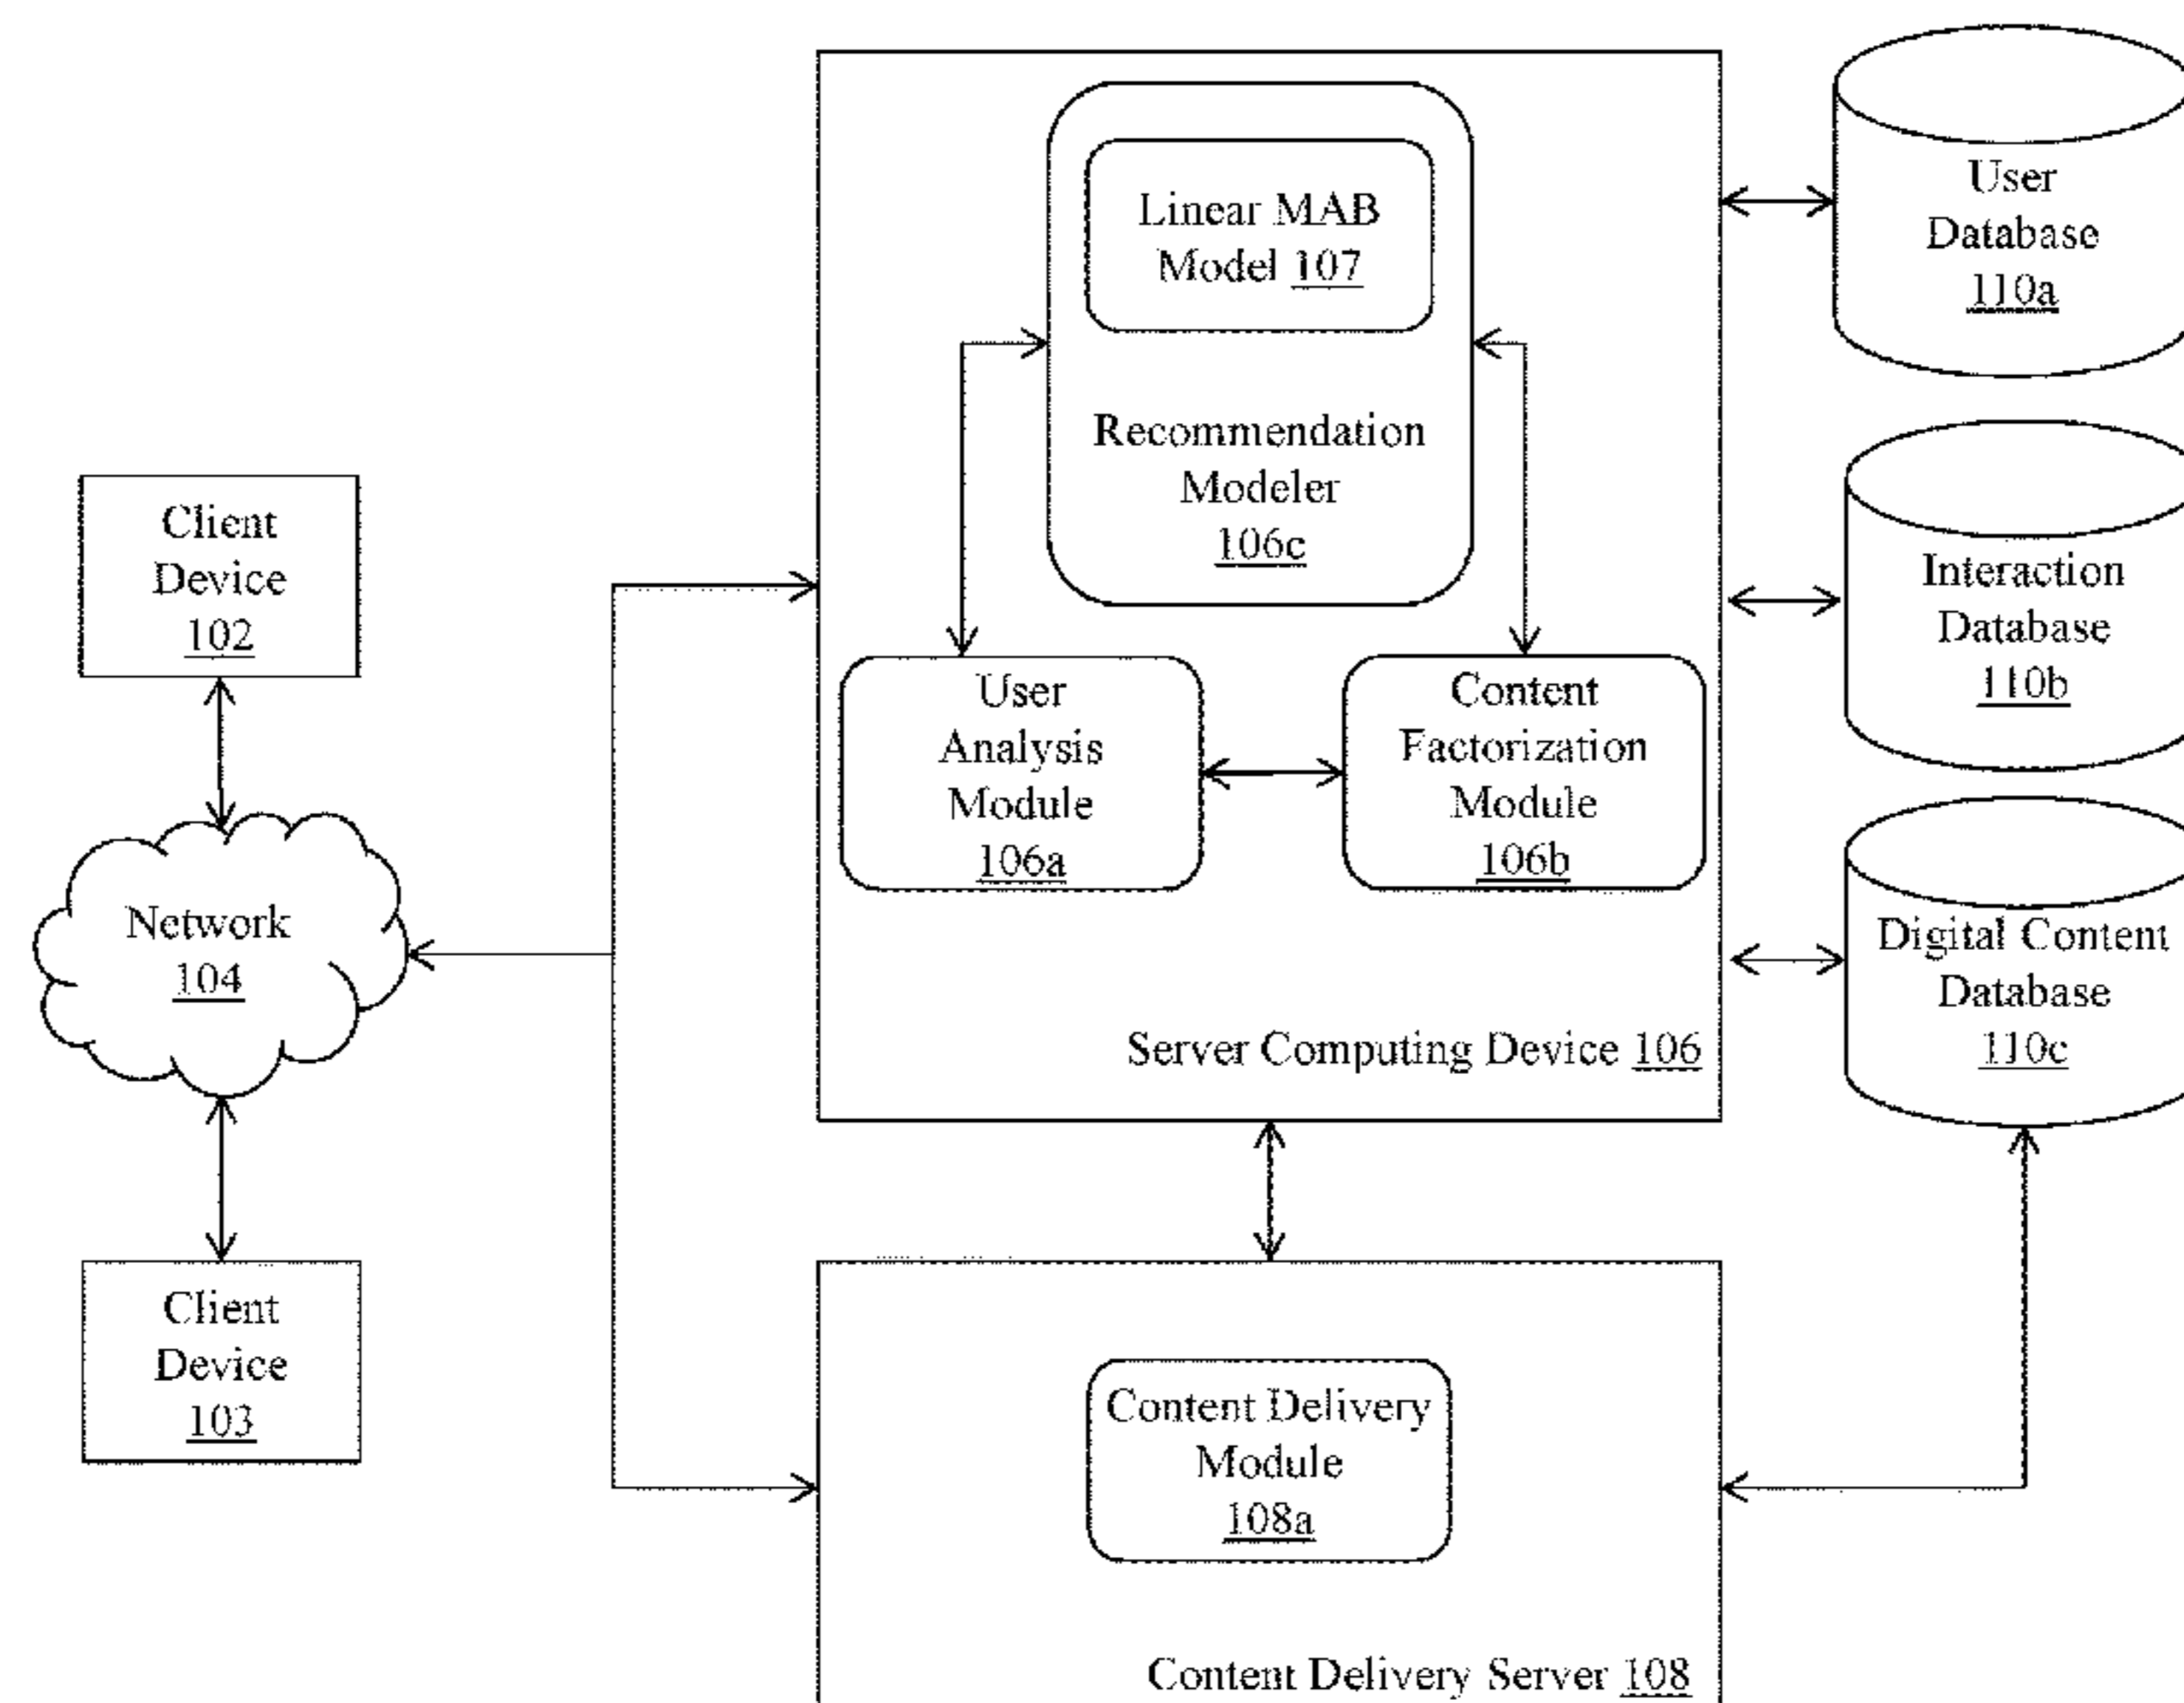 Client
Device
102
Network
104
Client
Device
103
Linear MAB
Model 107
Recommendation
Modeler
106c
User
Analysis
Module
106a
Content
Factorization
Module
106b
Server Computing Device 106
Content Delivery
Module
108a
Content Delivery Server 108
User
Database
110a
Interaction
Database
110b
Digital Content
Database
110c